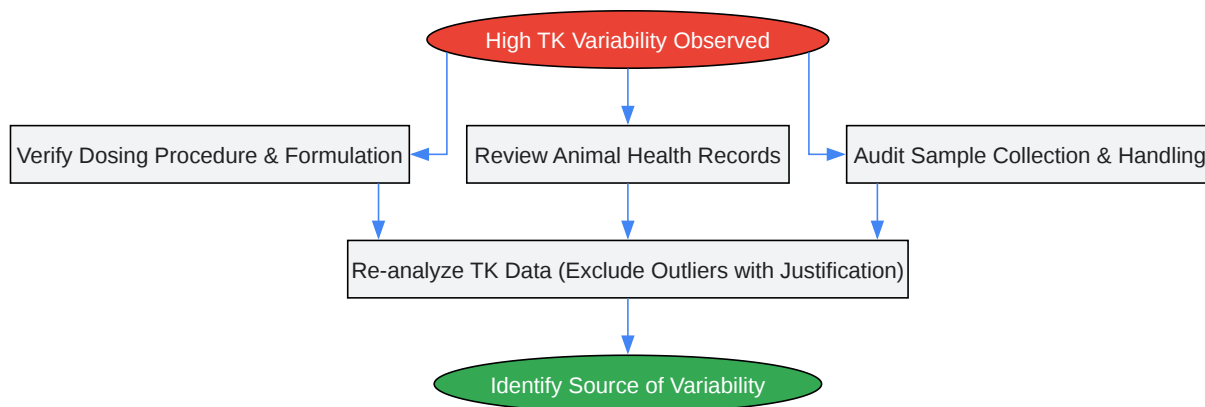 High TK Variability Observed
Verify Dosing Procedure & Formulation
Review Animal Health Records
Audit Sample Collection & Handling
Re-analyze TK Data (Exclude Outliers with Justification)
Identify Source of Variability